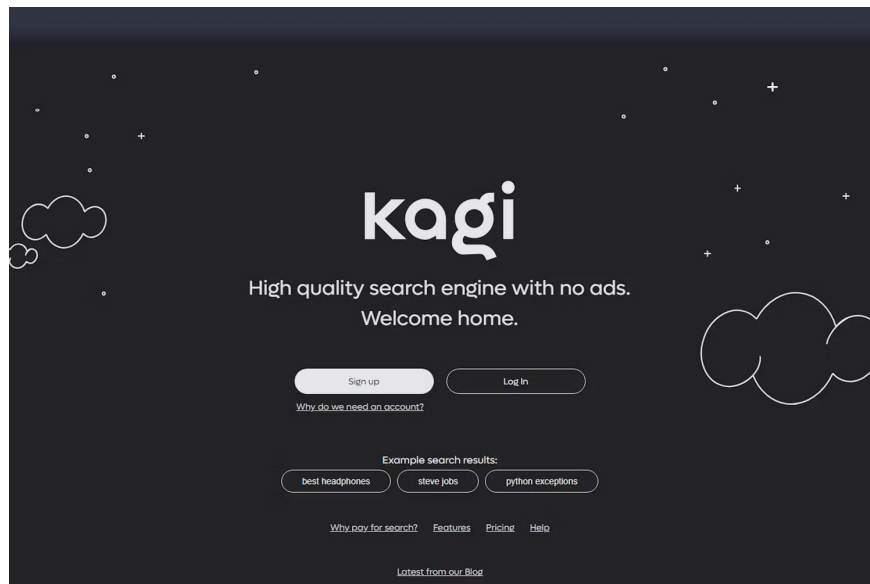 kagi
High quality search engine with no ads.
Welcome home.
Sign up Log In
Why do we need an account?
Example search results:
best headphones steve jobs python exceptions
Why pay for search? Features Pricing Help
Latest from our Blog